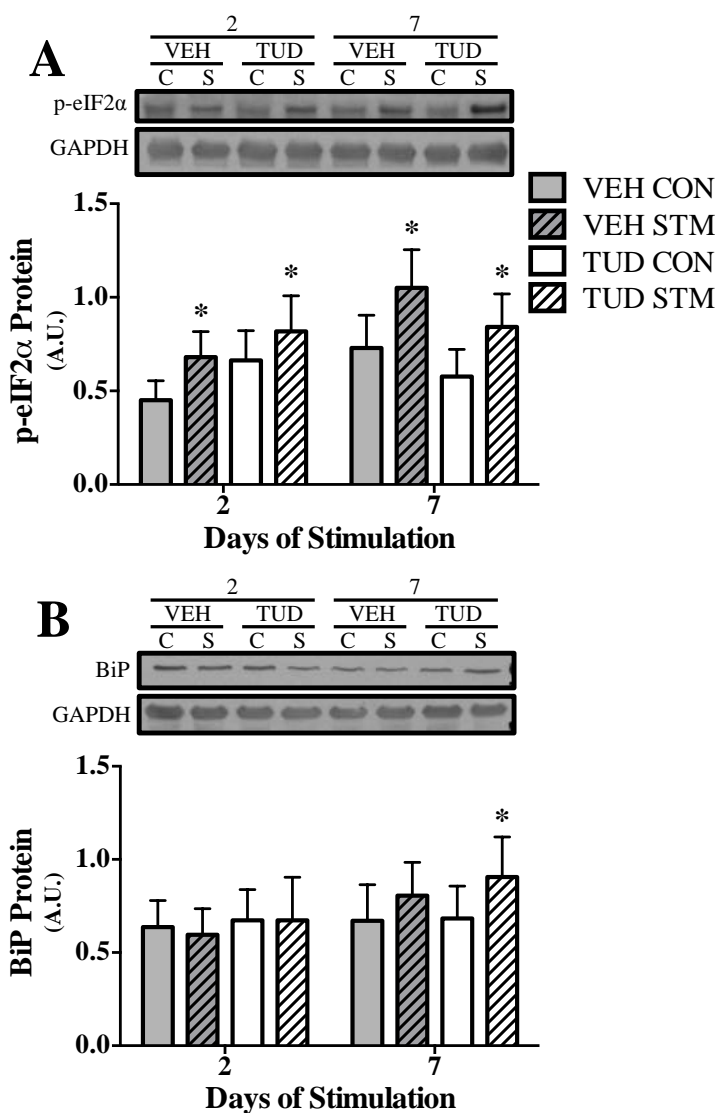 A
2 7
VEH TUD VEH TUD
C S C S C S C S
p-eIF2α
GAPDH
VEH CON
VEH STM
TUD CON
TUD STM
p-eIF2α Protein
(A.U.)
1.5
1.0
0.5
0.0
* * * *
2 7
Days of Stimulation
B
2 7
VEH TUD VEH TUD
C S C S C S C S
BiP
GAPDH
BiP Protein
(A.U.)
1.5
1.0
0.5
0.0
*
2 7
Days of Stimulation